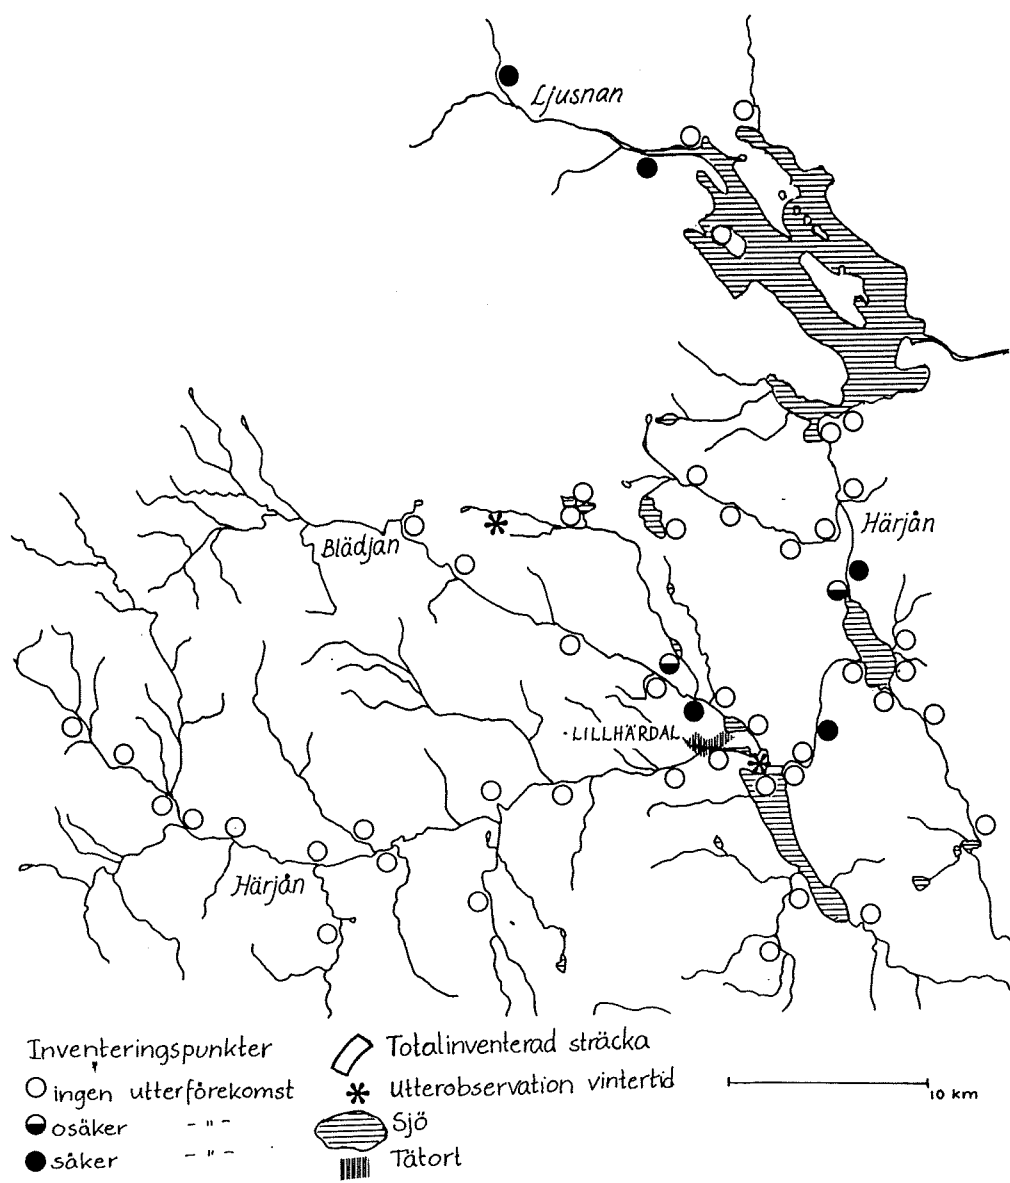 Ljusnan
Härjån
Blädjan
LILLHÄRDAL
Härjån
Inventeringspunkter
ingen utterförekomst
osäker - " -
säker - " -
Totalinventerad sträcka
Utterobservation vintertid
Sjö
Tätort
10 km